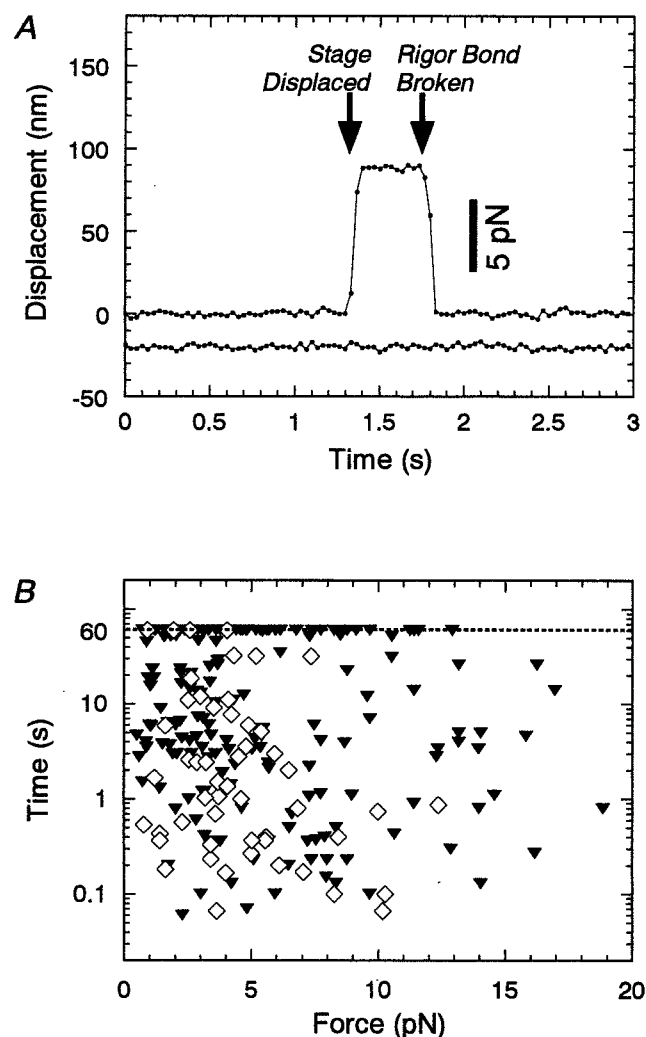 A
Stage Rigor Bond
Displaced Broken
150
100
50
0
-50
Displacement (nm)
5 pN
0 0.5 1 1.5 2 2.5 3
Time (s)
B
60
10
1
0.1
Time (s)
0 5 10 15 20
Force (pN)